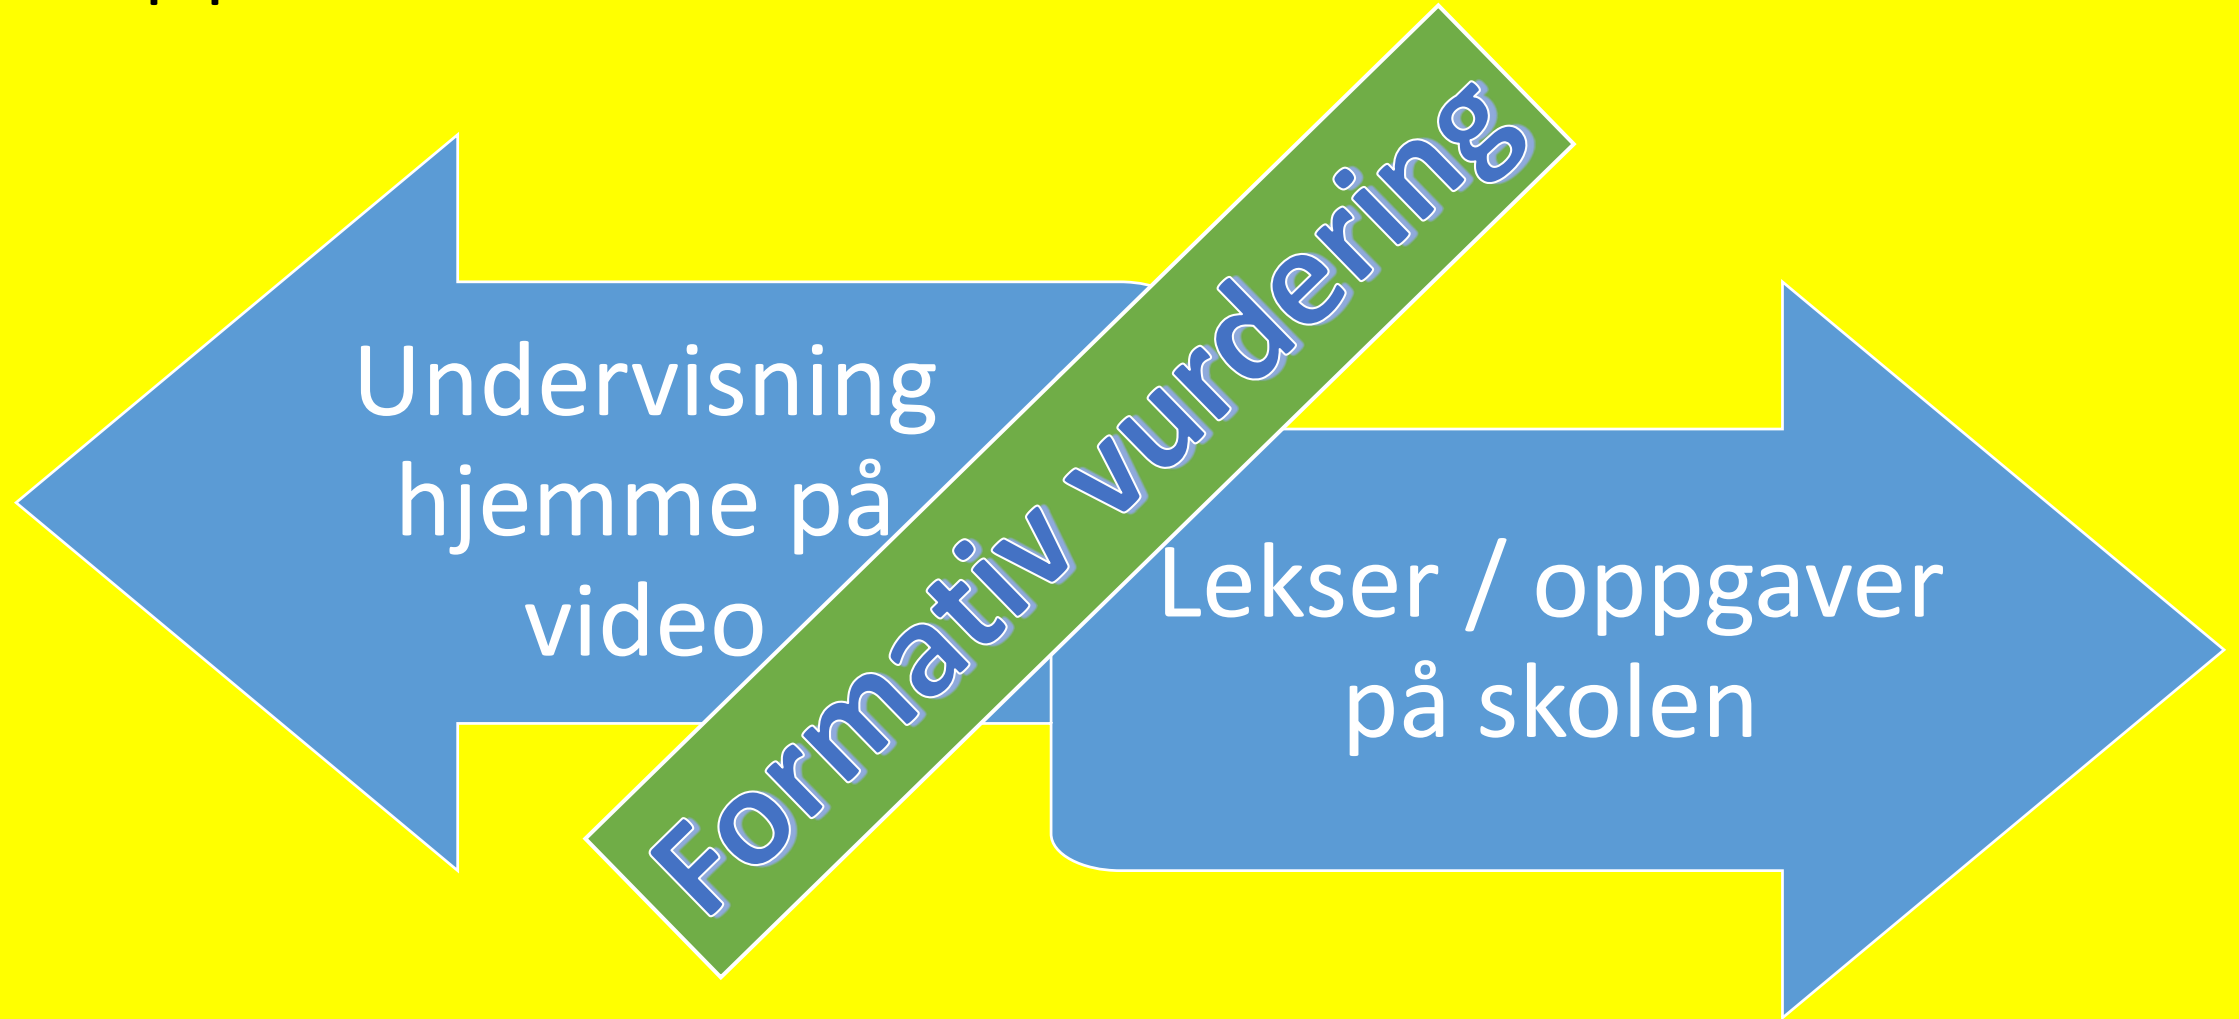 Undervisning
hjemme på
video
Formativ vurdering
Lekser / oppgaver
på skolen